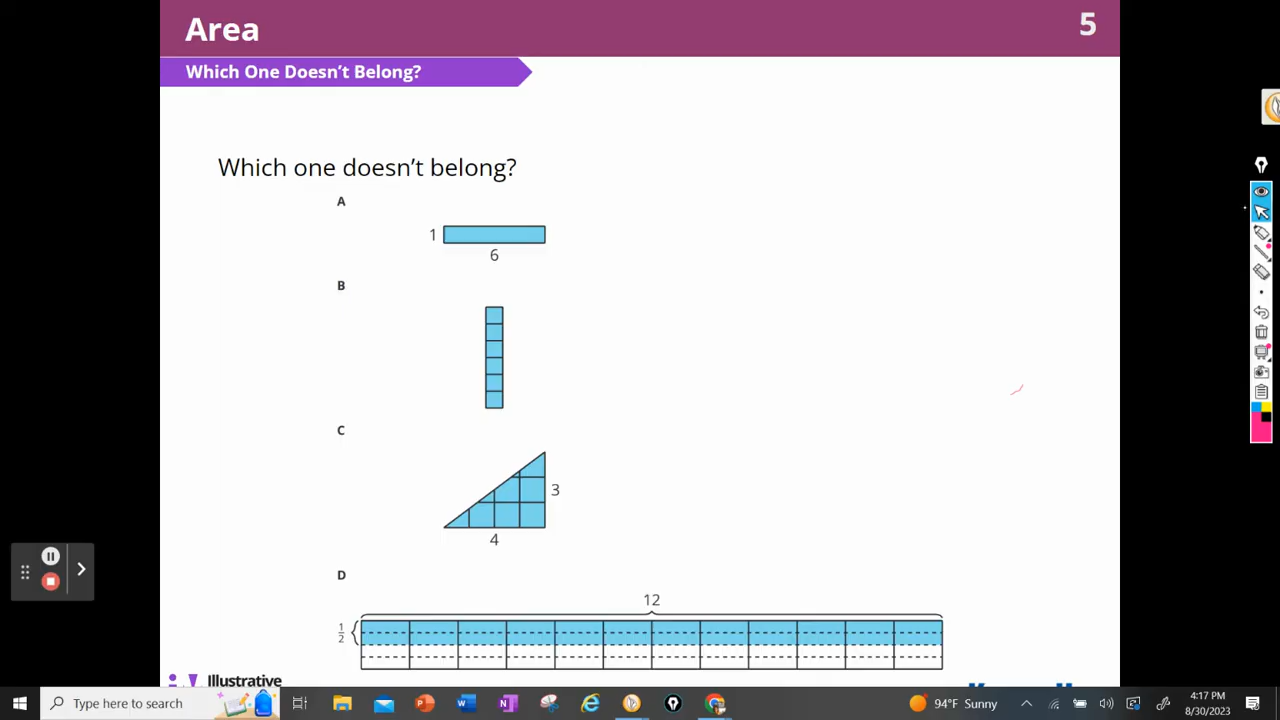 Area
5
Which One Doesn't Belong?
Which one doesn't belong?
A
1
6
B
C
3
4
D
12
1/2
Illustrative
Type here to search
94°F Sunny
4:17 PM
8/30/2023